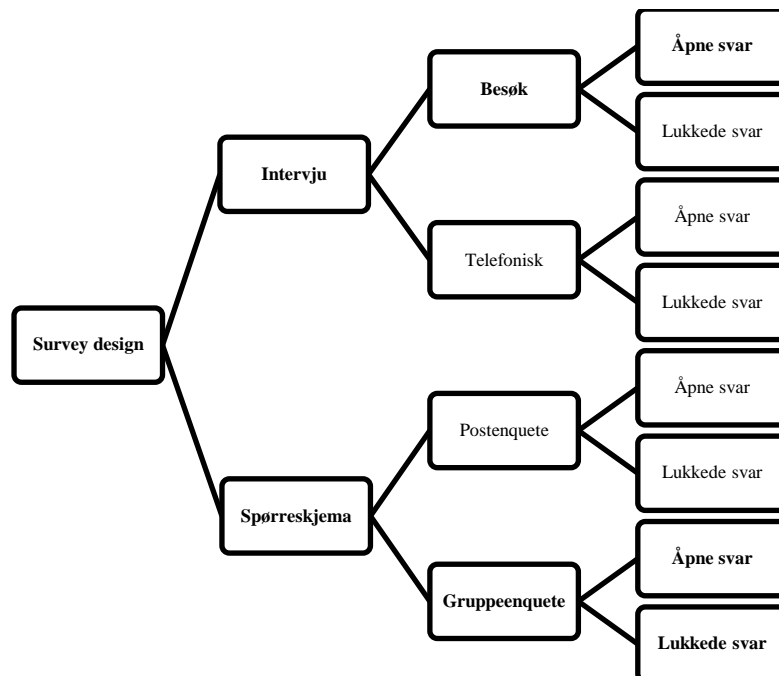 Survey design
Intervju
Besøk
Åpne svar
Lukkede svar
Telefonisk
Åpne svar
Lukkede svar
Spørreskjema
Postenquete
Åpne svar
Lukkede svar
Gruppeenquete
Åpne svar
Lukkede svar